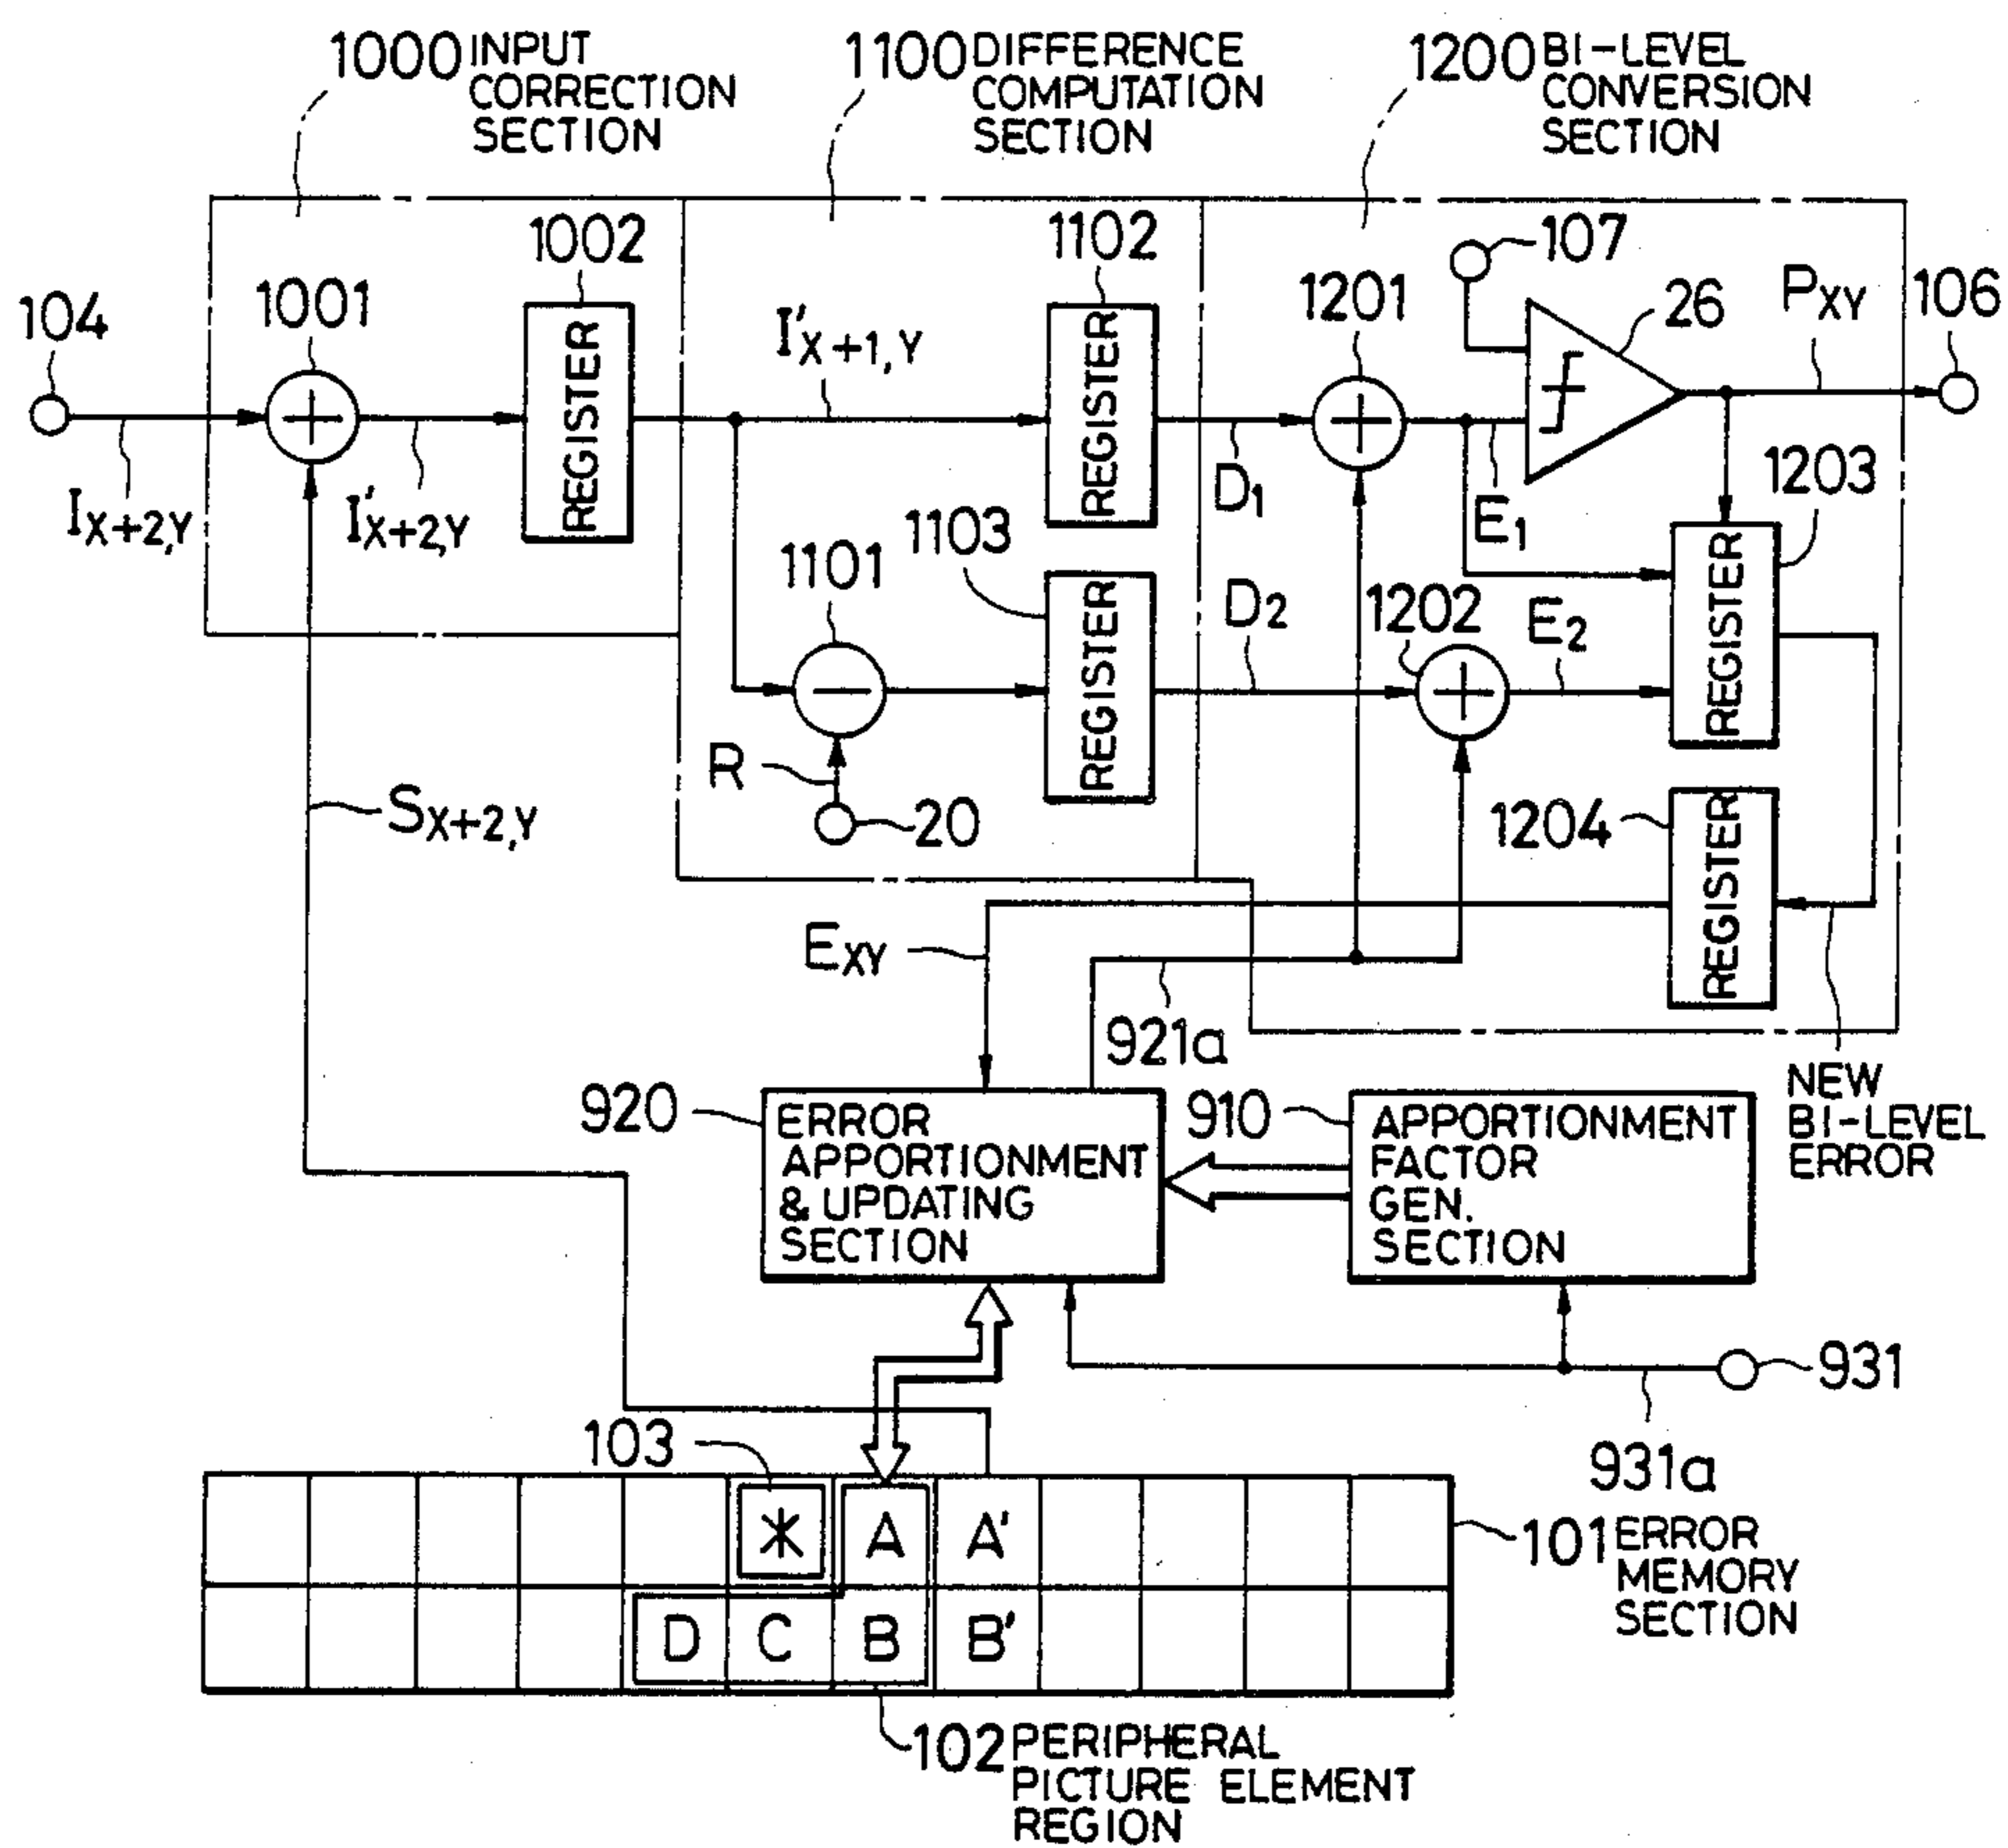 1000 INPUT
CORRECTION
SECTION
1100 DIFFERENCE
COMPUTATION
SECTION
1200 BI-LEVEL
CONVERSION
SECTION
104
1001
1002
REGISTER
I'X+1,Y
1102
REGISTER
1201
107
26
PXY
106
IX+2,Y
I'X+2,Y
D1
E1
1203
REGISTER
1101
1103
REGISTER
D2
1202
E2
R
20
SX+2,Y
1204
REGISTER
EXY
921a
NEW
BI-LEVEL
ERROR
920
ERROR
APPORTIONMENT
& UPDATING
SECTION
910
APPORTIONMENT
FACTOR
GEN.
SECTION
931
931a
103
* A A'
D C B B'
101 ERROR
MEMORY
SECTION
102 PERIPHERAL
PICTURE ELEMENT
REGION